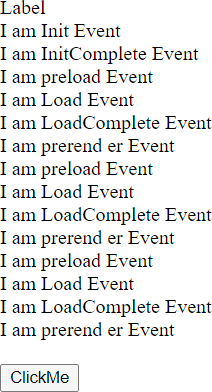 Label
I am Init Event
I am InitComplete Event
I am preload Event
I am Load Event
I am LoadComplete Event
I am prerend er Event
I am preload Event
I am Load Event
I am LoadComplete Event
I am prerend er Event
I am preload Event
I am Load Event
I am LoadComplete Event
I am prerend er Event
ClickMe